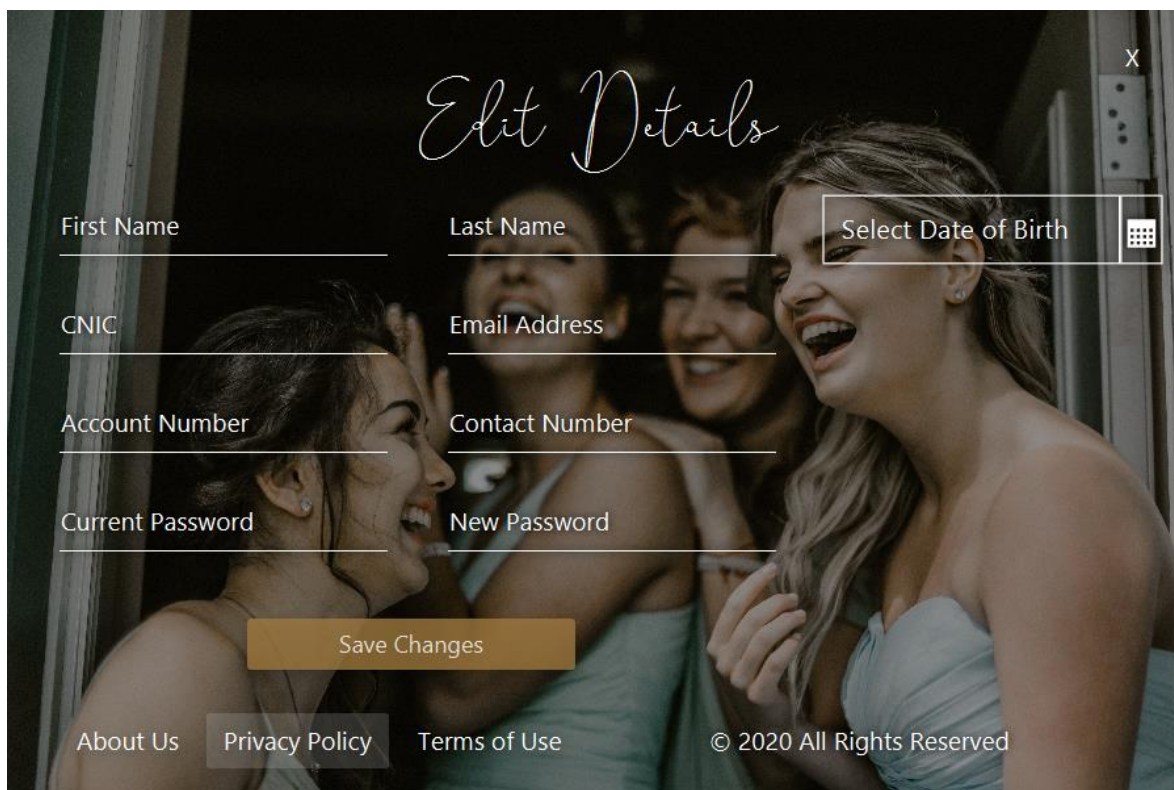 X
Edit Details
First Name
Last Name
Select Date of Birth
CNIC
Email Address
Account Number
Contact Number
Current Password
New Password
Save Changes
About Us
Privacy Policy
Terms of Use
© 2020 All Rights Reserved